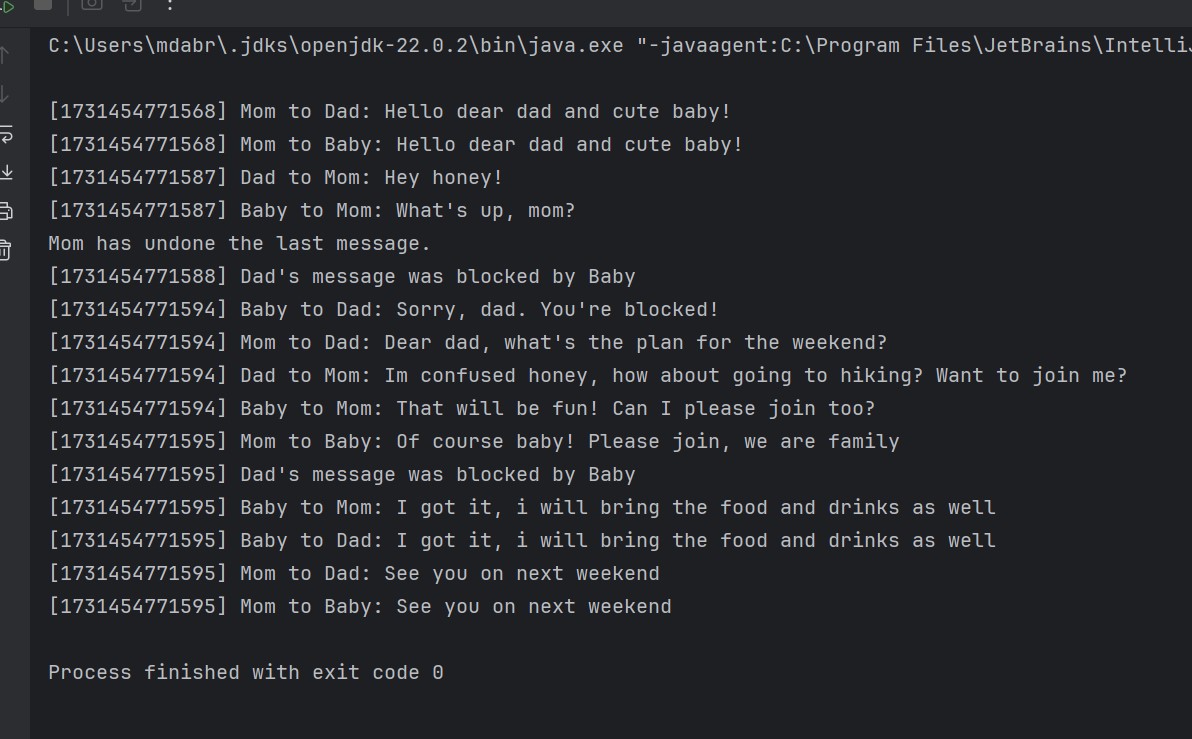 C:\Users\mdabr\.jdks\openjdk-22.0.2\bin\java.exe "-javaagent:C:\Program Files\JetBrains\IntelliJ
[1731454771568] Mom to Dad: Hello dear dad and cute baby!
[1731454771568] Mom to Baby: Hello dear dad and cute baby!
[1731454771587] Dad to Mom: Hey honey!
[1731454771587] Baby to Mom: What's up, mom?
Mom has undone the last message.
[1731454771588] Dad's message was blocked by Baby
[1731454771594] Baby to Dad: Sorry, dad. You're blocked!
[1731454771594] Mom to Dad: Dear dad, what's the plan for the weekend?
[1731454771594] Dad to Mom: Im confused honey, how about going to hiking? Want to join me?
[1731454771594] Baby to Mom: That will be fun! Can I please join too?
[1731454771595] Mom to Baby: Of course baby! Please join, we are family
[1731454771595] Dad's message was blocked by Baby
[1731454771595] Baby to Mom: I got it, i will bring the food and drinks as well
[1731454771595] Baby to Dad: I got it, i will bring the food and drinks as well
[1731454771595] Mom to Dad: See you on next weekend
[1731454771595] Mom to Baby: See you on next weekend
Process finished with exit code 0